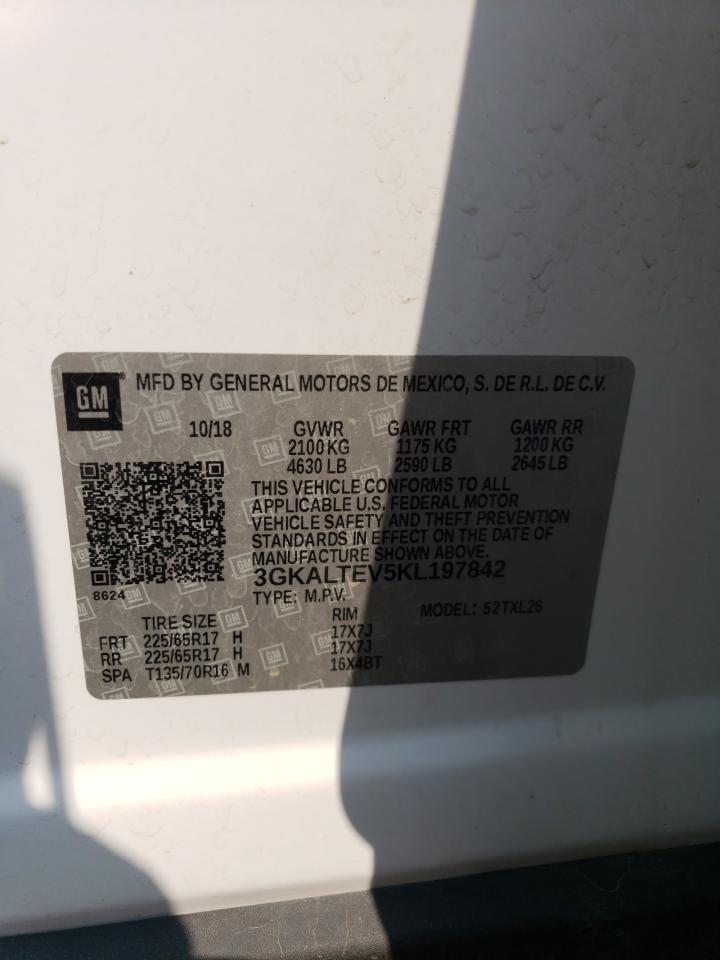 GM ® MFD BY GENERAL MOTORS DE MEXICO, S. DE R.L. DE C.V.
10/18 GVWR GAWR FRT GAWR RR
2100 KG 1175 KG 1200 KG
4630 LB 2590 LB 2645 LB
THIS VEHICLE CONFORMS TO ALL
APPLICABLE U.S. FEDERAL MOTOR
VEHICLE SAFETY AND THEFT PREVENTION
STANDARDS IN EFFECT ON THE DATE OF
MANUFACTURE SHOWN ABOVE.
3GKALTEV5KL197842
8624
TYPE: M.P.V. MODEL: 52TXL26
TIRE SIZE RIM
FRT 225/65R17 H 17X7J
RR 225/65R17 H 17X7J
SPA T135/70R16 M 16X4BT